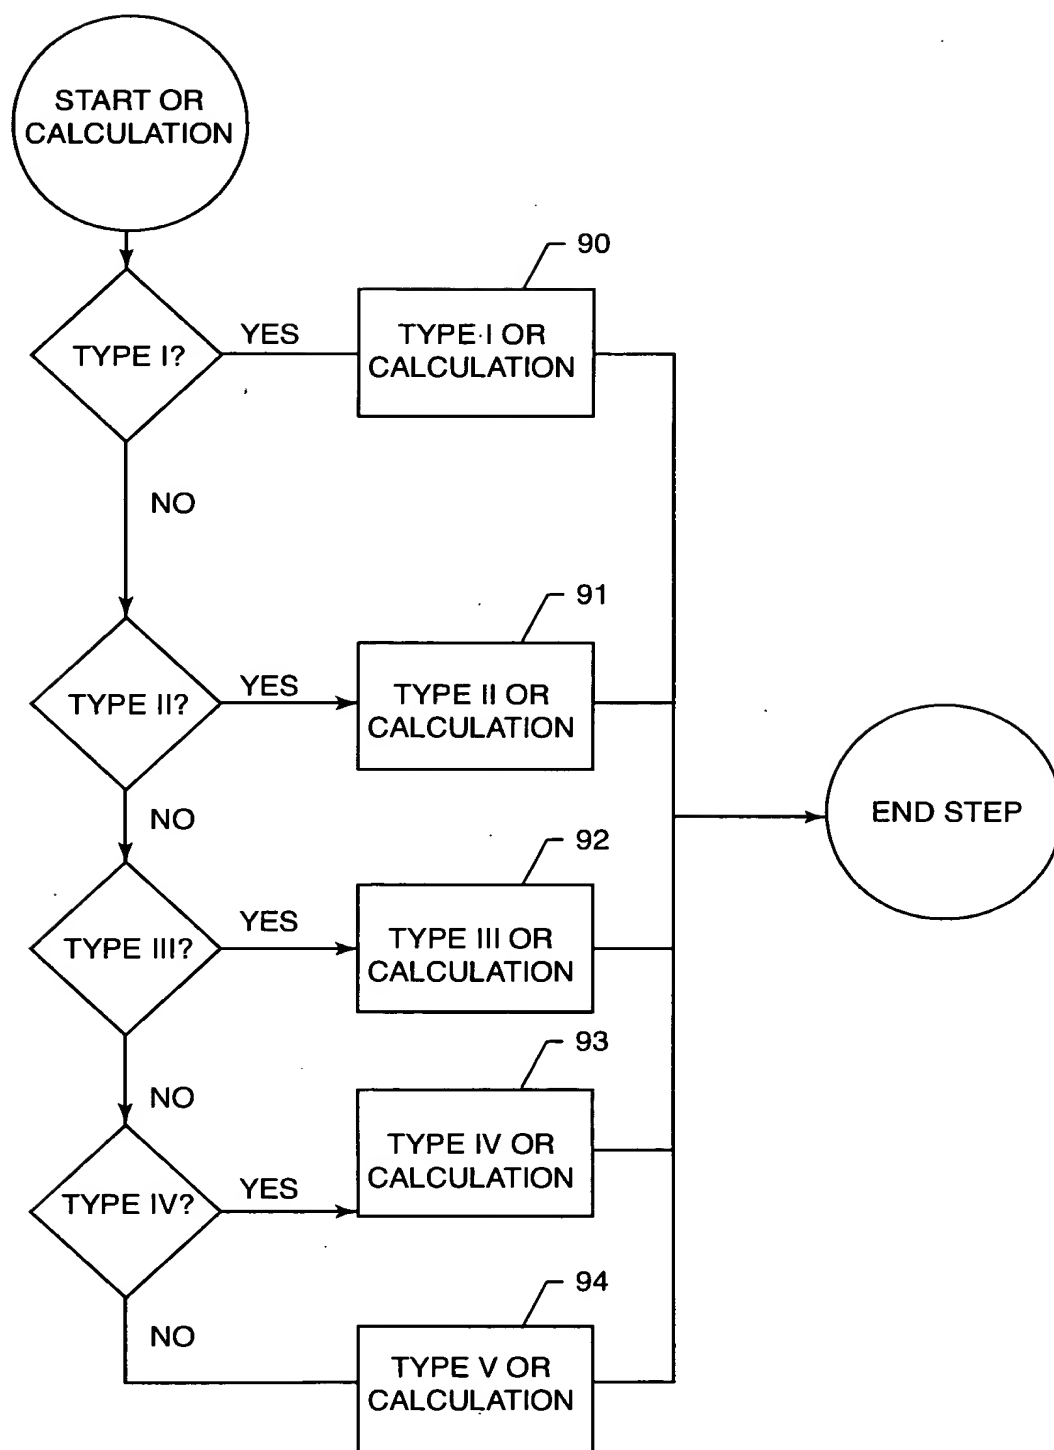 START OR
CALCULATION
90
TYPE I?
YES
TYPE I OR
CALCULATION
NO
91
TYPE II?
YES
TYPE II OR
CALCULATION
END STEP
NO
92
TYPE III?
YES
TYPE III OR
CALCULATION
93
NO
TYPE IV?
YES
TYPE IV OR
CALCULATION
94
NO
TYPE V OR
CALCULATION